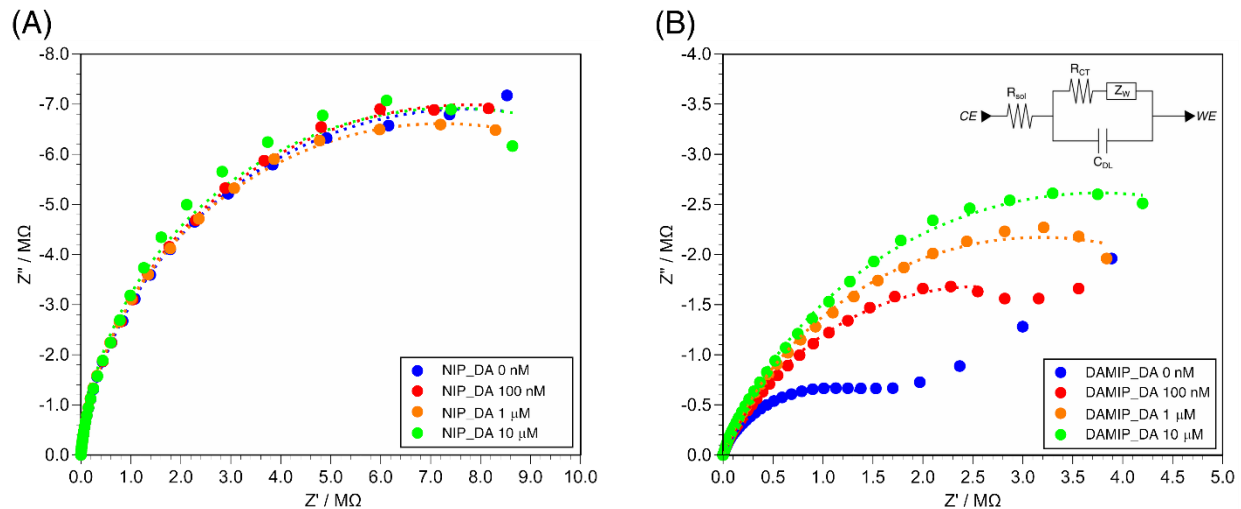 (A)
Z'' / MΩ
-8.0
-7.0
-6.0
-5.0
-4.0
-3.0
-2.0
-1.0
0.0
0.0 1.0 2.0 3.0 4.0 5.0 6.0 7.0 8.0 9.0 10.0
Z' / MΩ
NIP_DA 0 nM
NIP_DA 100 nM
NIP_DA 1 μM
NIP_DA 10 μM
(B)
Z'' / MΩ
-4.0
-3.5
-3.0
-2.5
-2.0
-1.5
-1.0
-0.5
0.0
0.0 0.5 1.0 1.5 2.0 2.5 3.0 3.5 4.0 4.5 5.0
Z' / MΩ
CE
Rsol
RCT
ZW
CDL
WE
DAMIP_DA 0 nM
DAMIP_DA 100 nM
DAMIP_DA 1 μM
DAMIP_DA 10 μM